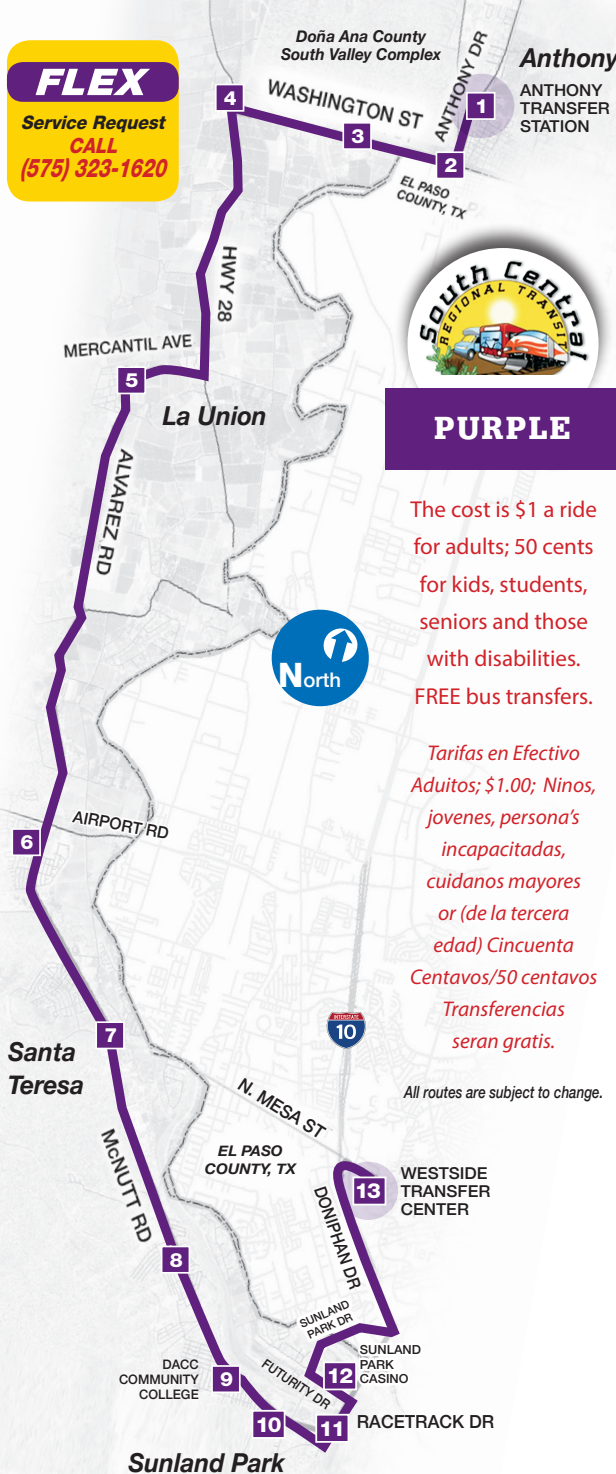 FLEX
Service Request
CALL
(575) 323-1620
Doña Ana County
South Valley Complex
Anthony
ANTHONY
TRANSFER
STATION
ANTHONY DR
WASHINGTON ST
1
2
3
4
EL PASO
COUNTY, TX
HWY 28
MERCANTIL AVE
5
La Union
ALVAREZ RD
South Central
REGIONAL TRANSIT
PURPLE
The cost is $1 a ride
for adults; 50 cents
for kids, students,
seniors and those
with disabilities.
FREE bus transfers.
North
Tarifas en Efectivo
Aduitos; $1.00; Ninos,
jovenes, persona's
incapacitadas,
cuidanos mayores
or (de la tercera
edad) Cincuenta
Centavos/50 centavos
Transferencias
seran gratis.
All routes are subject to change.
AIRPORT RD
6
7
Santa
Teresa
INTERSTATE
10
N. MESA ST
EL PASO
COUNTY, TX
McNUTT RD
8
13
WESTSIDE
TRANSFER
CENTER
DONIPHAN DR
SUNLAND
PARK DR
12
SUNLAND
PARK
CASINO
DACC
COMMUNITY
COLLEGE
9
FUTURITY DR
10
11
RACETRACK DR
Sunland Park